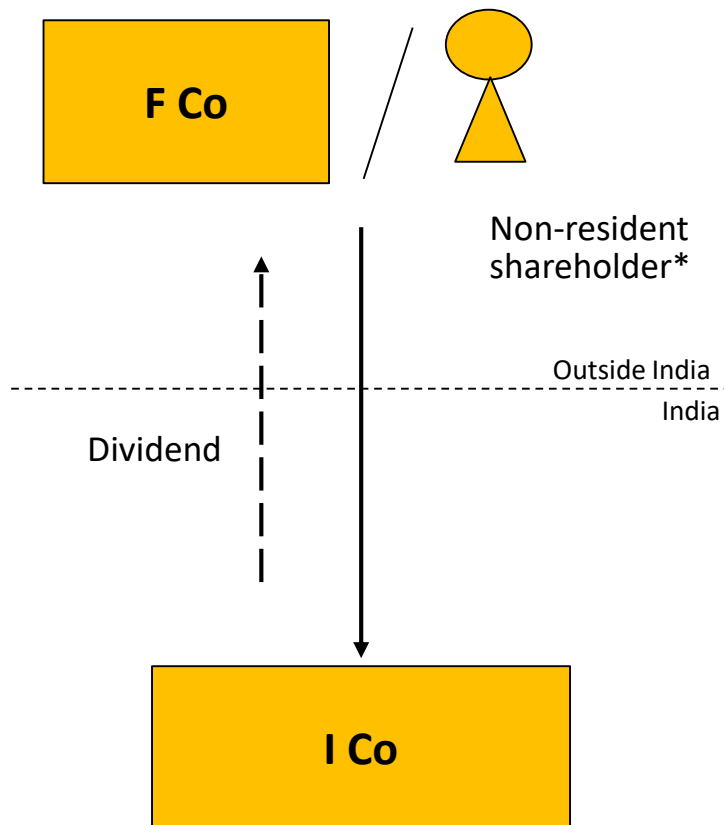 F Co
Non-resident
shareholder*
Outside India
India
Dividend
I Co